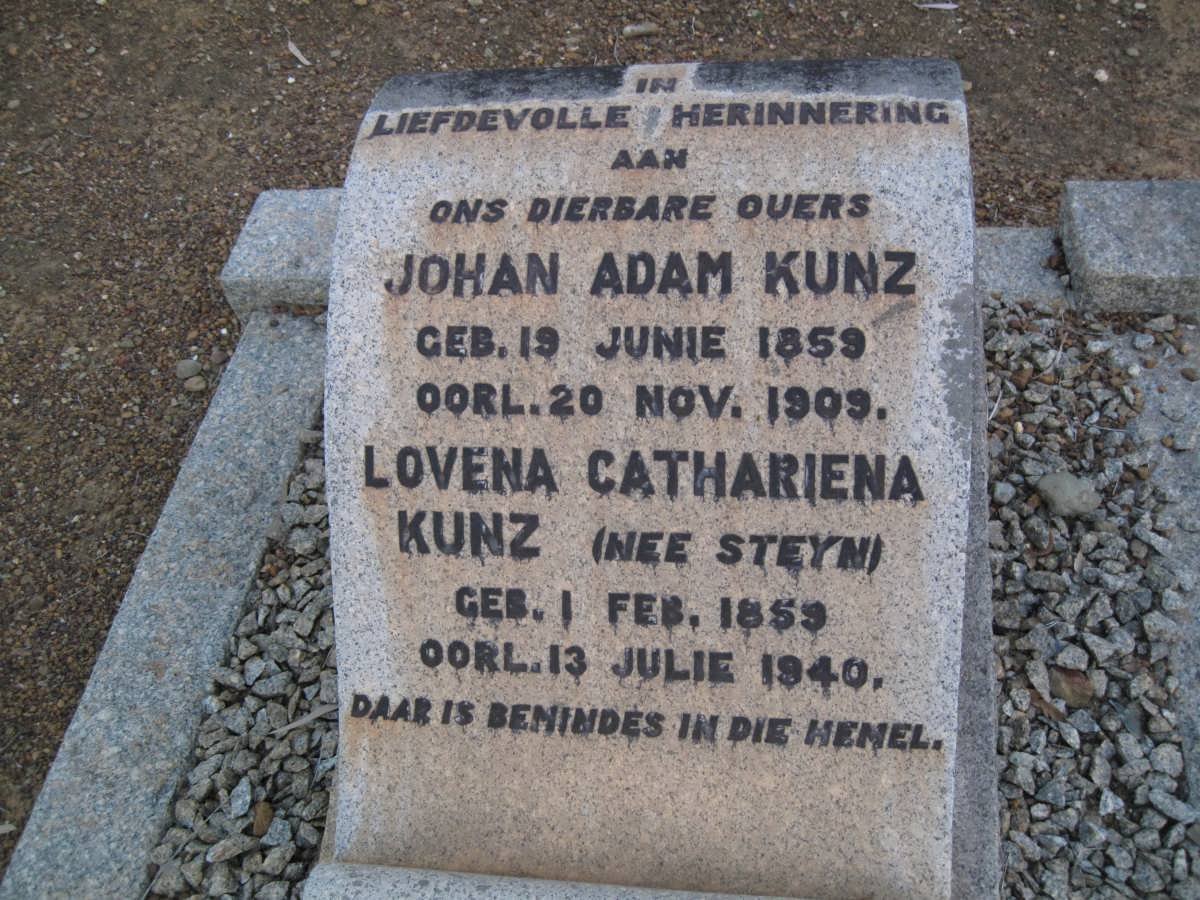 IN
LIEFDEVOLLE HERINNERING
AAN
ONS DIERBARE OUERS
JOHAN ADAM KUNZ
GEB. 19 JUNIE 1859
OORL. 20 NOV. 1909.
LOVENA CATHARIENA
KUNZ (NEE STEYN)
GEB. 1 FEB. 1859
OORL. 13 JULIE 1940.
DAAR IS BEMINDES IN DIE HEMEL.